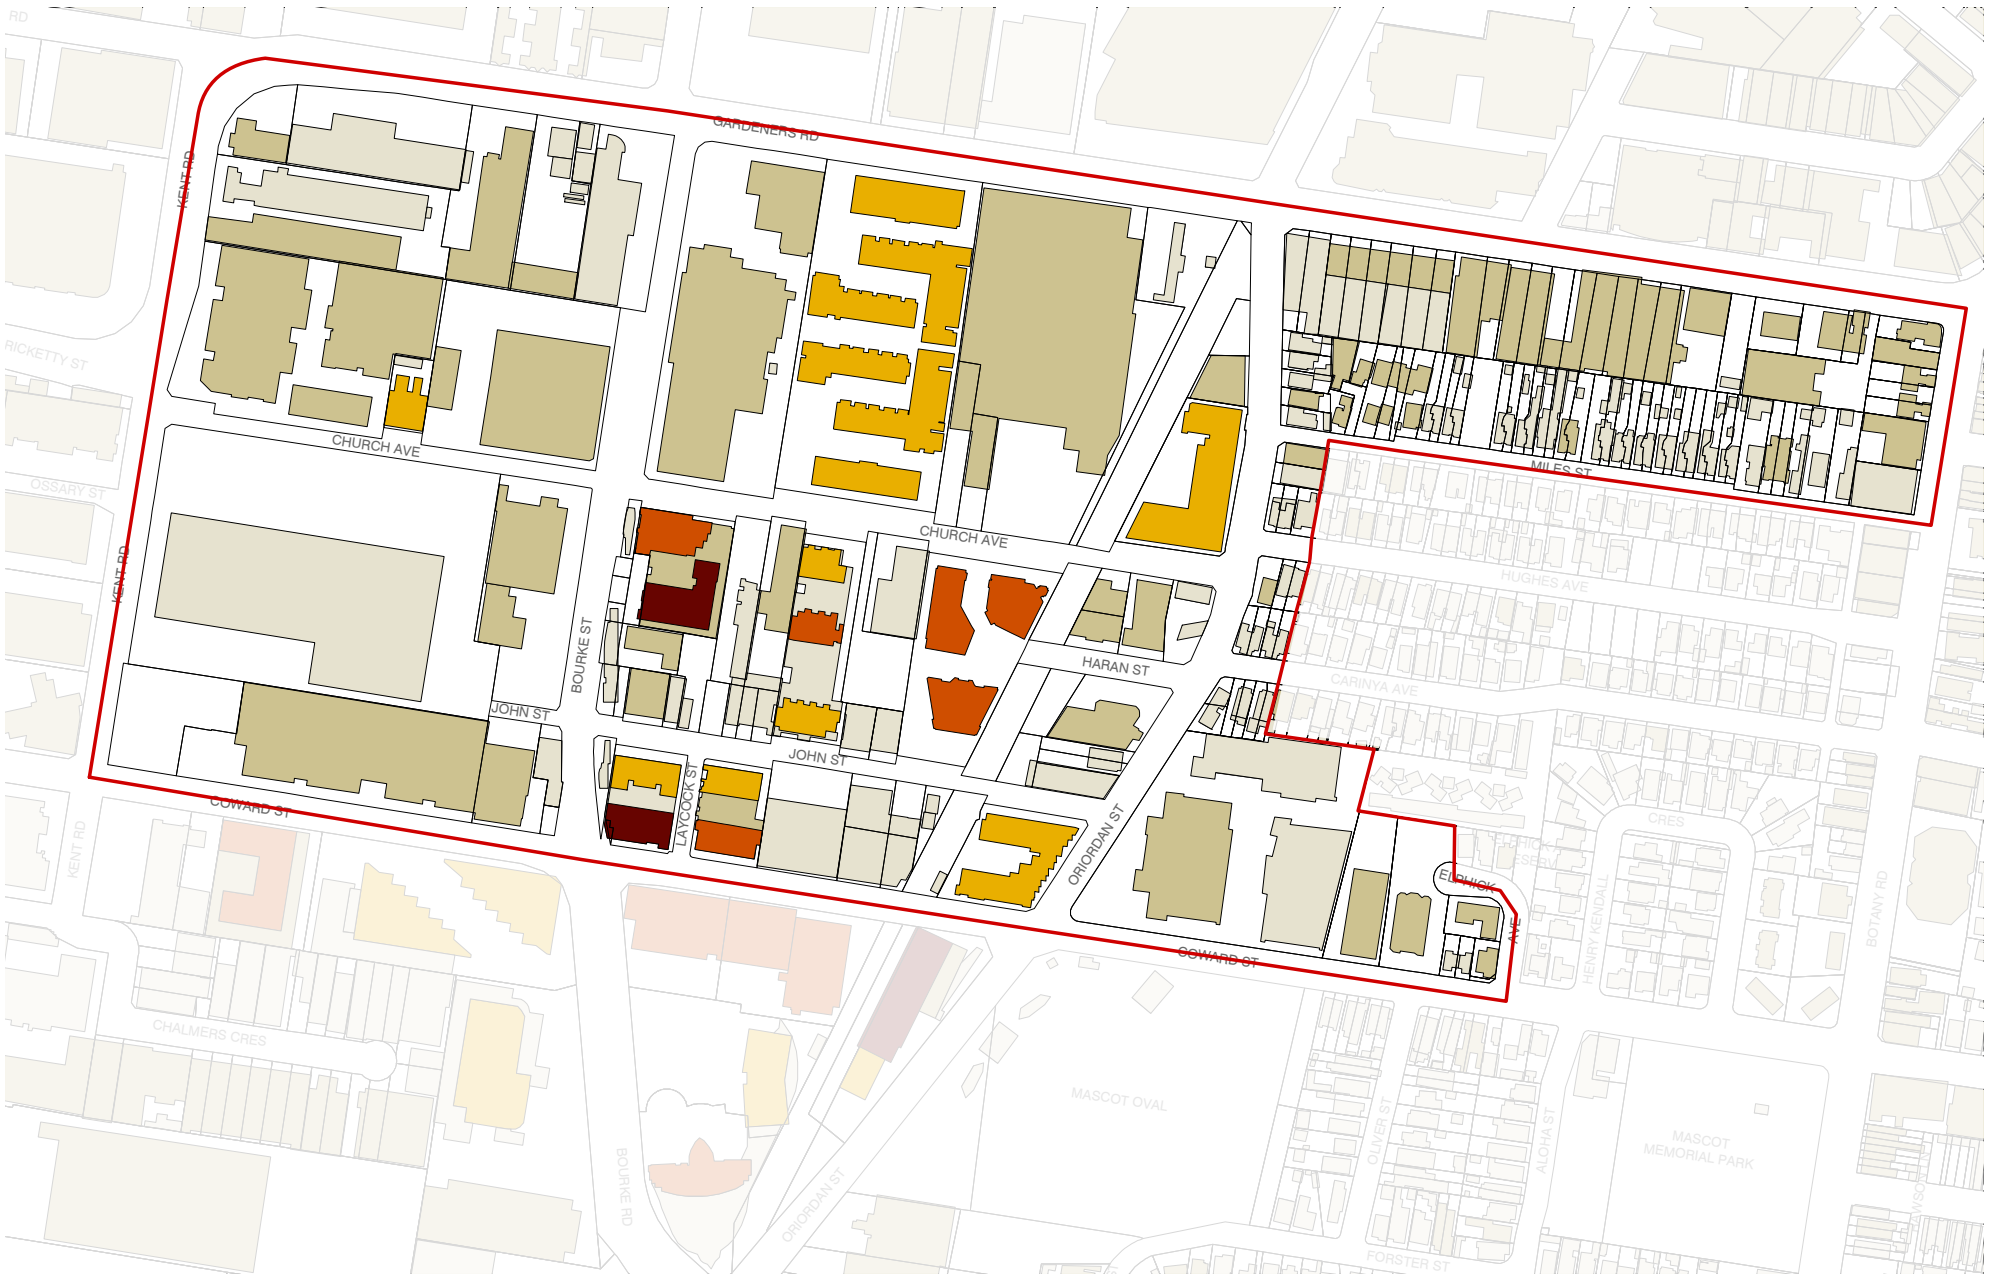 RD
GARDENERS RD
KENT RD
RICKETTY ST
CHURCH AVE
MILES ST
OSSARY ST
CHURCH AVE
HUGHES AVE
KENT RD
BOURKE ST
HARAN ST
CARINYA AVE
JOHN ST
JOHN ST
LAYCOCK ST
COWARD ST
ORIORDAN ST
CRES
KENT RD
ELPHICK
AVE
HENRY KENDALL
BOTANY RD
COWARD ST
CHALMERS CRES
MASCOT OVAL
OLIVER ST
ALOHA ST
MASCOT
MEMORIAL PARK
BOURKE RD
ORIORDAN ST
FORSTER ST